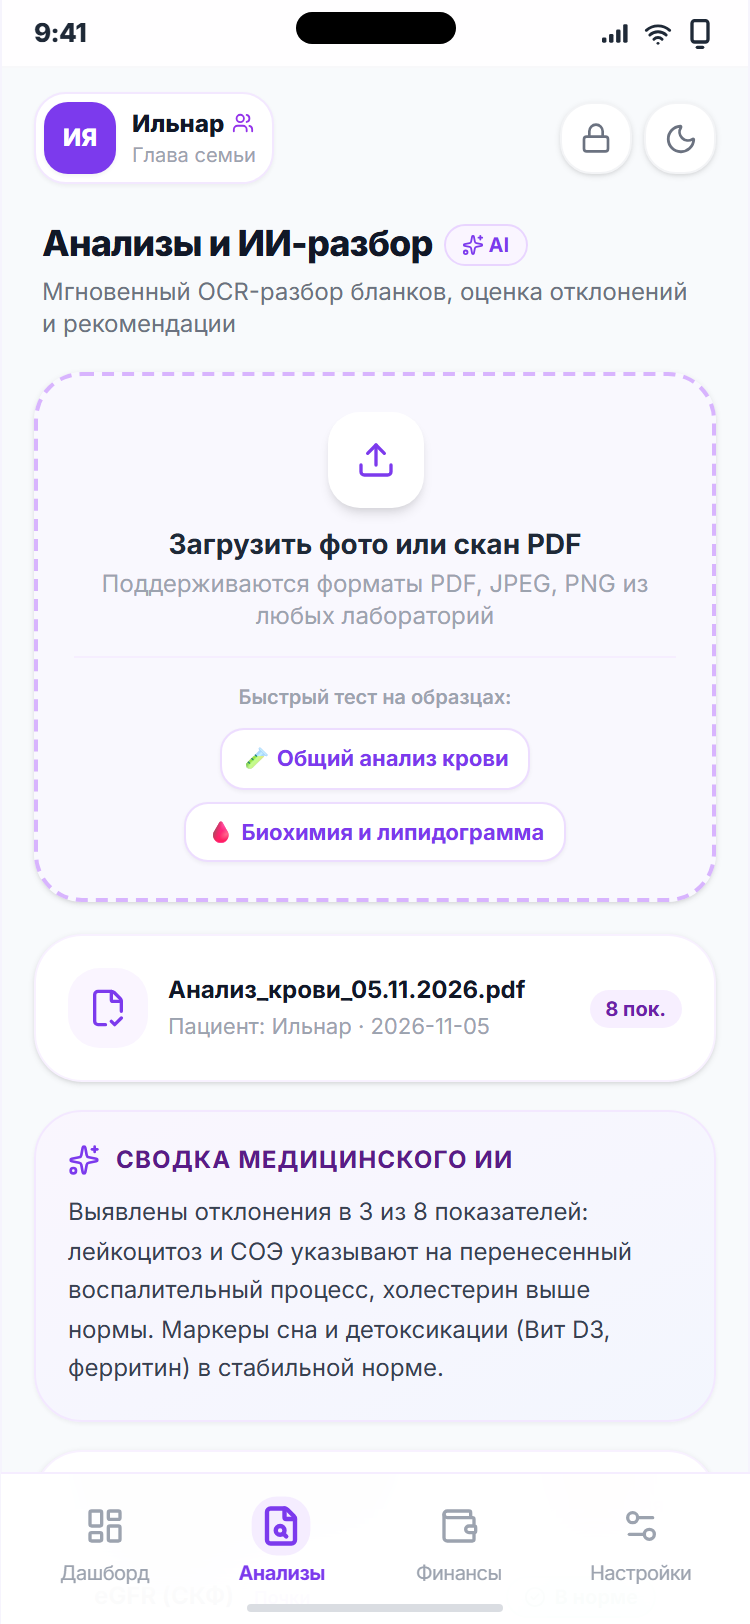 9:41
ИЯ
Ильнар
Глава семьи
Анализы и ИИ-разбор
AI
Мгновенный OCR-разбор бланков, оценка отклонений
и рекомендации
Загрузить фото или скан PDF
Поддерживаются форматы PDF, JPEG, PNG из
любых лабораторий
Быстрый тест на образцах:
Общий анализ крови
Биохимия и липидограмма
Анализ_крови_05.11.2026.pdf
Пациент: Ильнар · 2026-11-05
8 пок.
СВОДКА МЕДИЦИНСКОГО ИИ
Выявлены отклонения в 3 из 8 показателей:
лейкоцитоз и СОЭ указывают на перенесенный
воспалительный процесс, холестерин выше
нормы. Маркеры сна и детоксикации (Вит D3,
ферритин) в стабильной норме.
Дашборд
Анализы
Финансы
Настройки
eGFR (СКФ)